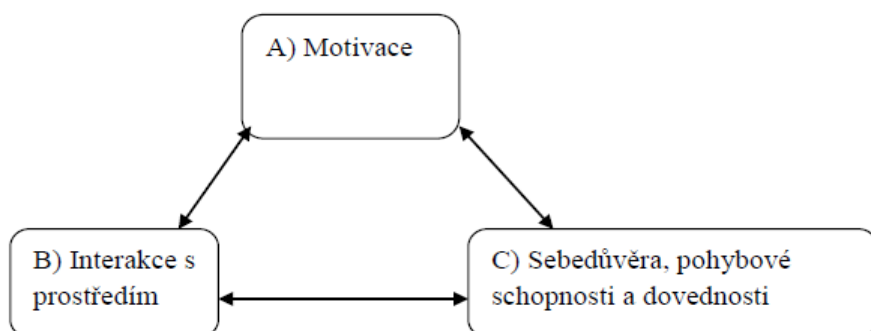 A) Motivace
B) Interakce s
prostředím
C) Sebedůvěra, pohybové
schopnosti a dovednosti